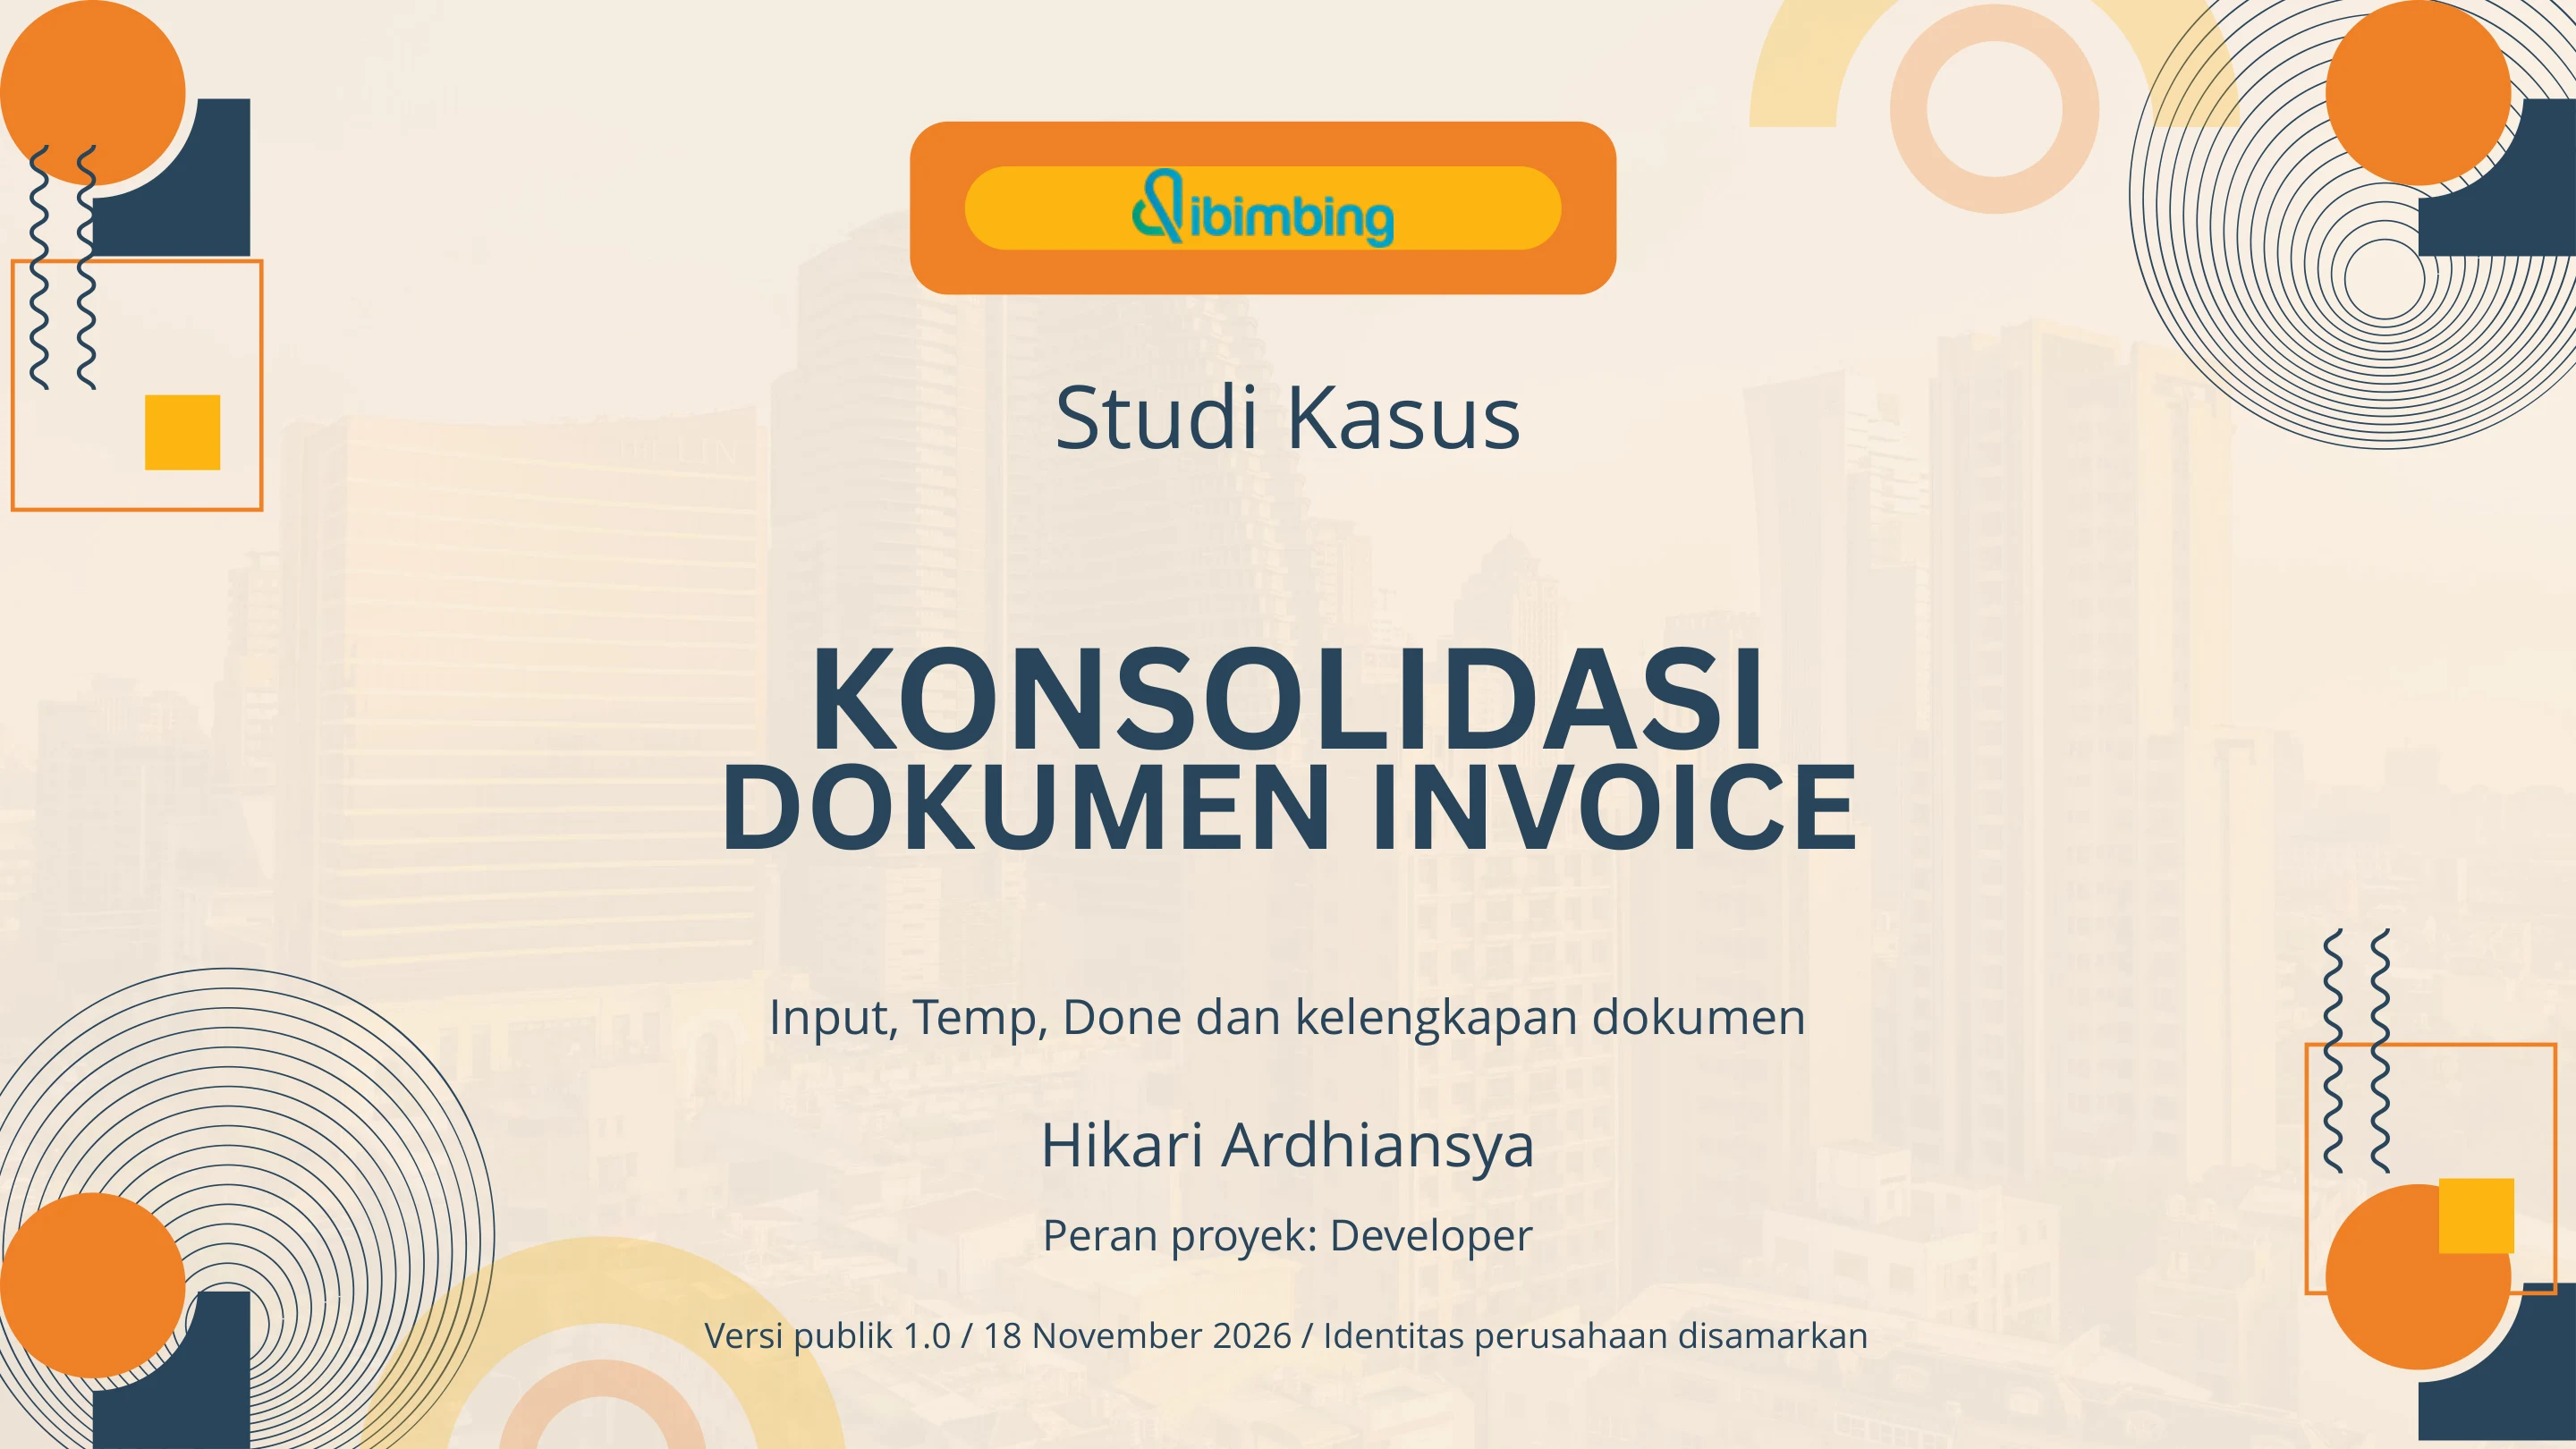 dibimbing
Studi Kasus
KONSOLIDASI
DOKUMEN INVOICE
Input, Temp, Done dan kelengkapan dokumen
Hikari Ardhiansya
Peran proyek: Developer
Versi publik 1.0 / 18 November 2026 / Identitas perusahaan disamarkan